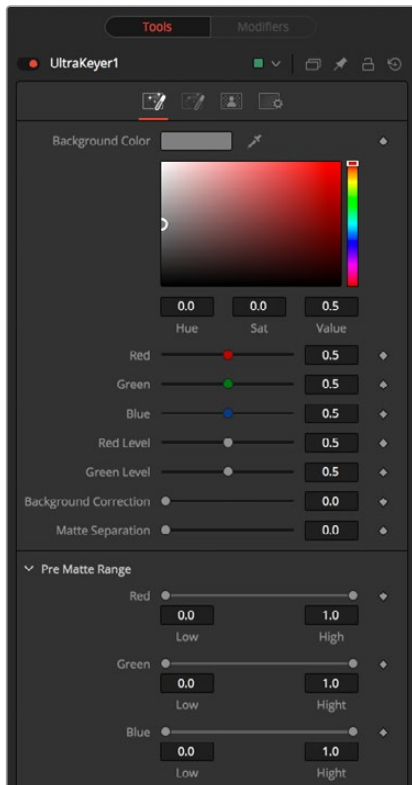 Tools Modifiers
UltraKeyer1
Background Color
0.0 0.0 0.5
Hue Sat Value
Red 0.5
Green 0.5
Blue 0.5
Red Level 0.5
Green Level 0.5
Background Correction 0.0
Matte Separation 0.0
Pre Matte Range
Red
0.0 1.0
Low High
Green
0.0 1.0
Low Hight
Blue
0.0 1.0
Low Hight